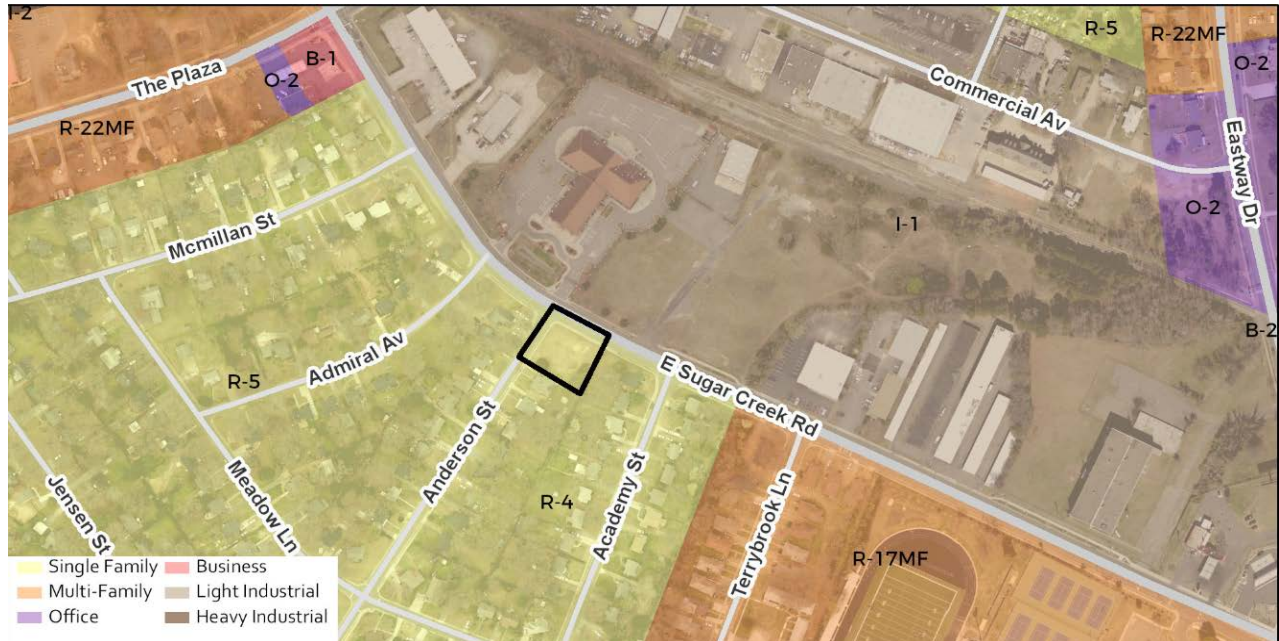 I-2
The Plaza
O-2
B-1
R-22MF
Mcmillan St
Admiral Av
R-5
Jensen St
Meadow Ln
Anderson St
Academy St
R-4
E Sugar Creek Rd
Terrybrook Ln
R-17MF
I-1
Commercial Av
R-5
R-22MF
O-2
Eastway Dr
O-2
B-2
Single Family
Multi-Family
Office
Business
Light Industrial
Heavy Industrial